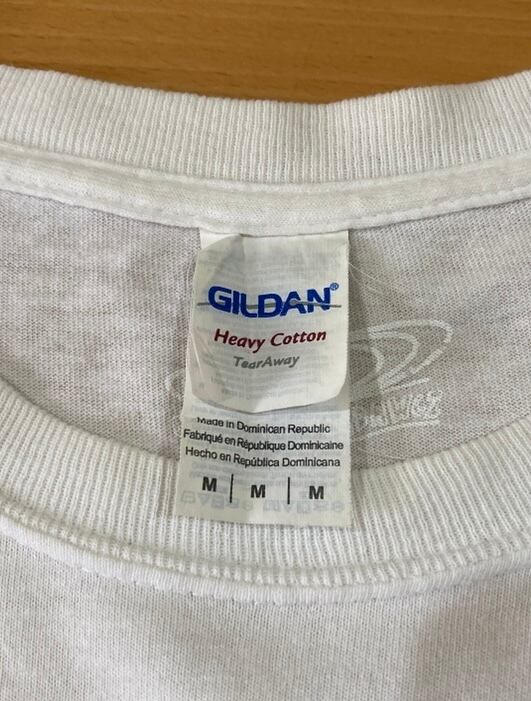 GILDAN®
Heavy Cotton
TearAway
Made in Dominican Republic
Fabriqué en République Dominicaine
Hecho en República Dominicana
M | M | M